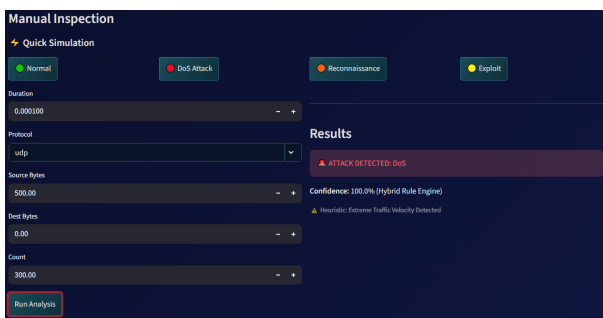 Manual Inspection
⚡ Quick Simulation
Normal
DoS Attack
Reconnaissance
Exploit
Duration
0.000100
− +
Protocol
udp
Source Bytes
500.00
− +
Dest Bytes
0.00
− +
Count
300.00
− +
Run Analysis
Results
🚨 ATTACK DETECTED: DoS
Confidence: 100.0% (Hybrid Rule Engine)
⚠ Heuristic: Extreme Traffic Velocity Detected